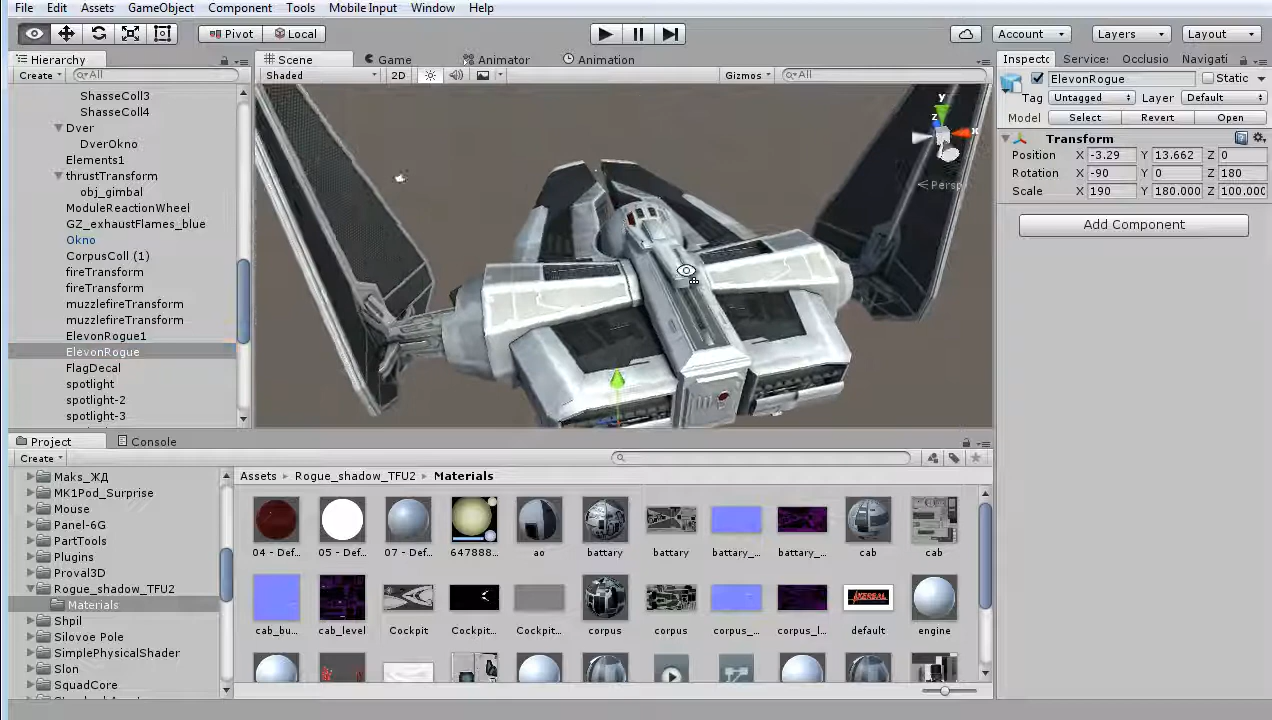 File Edit Assets GameObject Component Tools Mobile Input Window Help
Pivot Local Account Layers Layout
Hierarchy Scene Game Animator Animation Inspecto Service: Occlusio Navigati
Create All Shaded 2D Gizmos All
ElevonRogue Static
Tag Untagged Layer Default
Model Select Revert Open
Transform
Position X -3.29 Y 13.662 Z 0
Rotation X -90 Y 0 Z 180
Scale X 190 Y 180.000 Z 100.000
Add Component
ShasseColl3
ShasseColl4
Dver
DverOkno
Elements1
thrustTransform
obj_gimbal
ModuleReactionWheel
GZ_exhaustFlames_blue
Okno
CorpusColl (1)
fireTransform
fireTransform
muzzlefireTransform
muzzlefireTransform
ElevonRogue1
ElevonRogue
FlagDecal
spotlight
spotlight-2
spotlight-3
y
z
x
Persp
Project Console
Create
Maks_ЖД
MK1Pod_Surprise
Mouse
Panel-6G
PartTools
Plugins
Proval3D
Rogue_shadow_TFU2
Materials
Shpil
Silovoe Pole
SimplePhysicalShader
Slon
SquadCore
Assets Rogue_shadow_TFU2 Materials
04 - Def.. 05 - Def.. 07 - Def.. 647888... ao battary battary battary_... battary_... cab cab
cab_bu... cab_level Cockpit Cockpit... Cockpit... corpus corpus corpus_... corpus_l... default engine